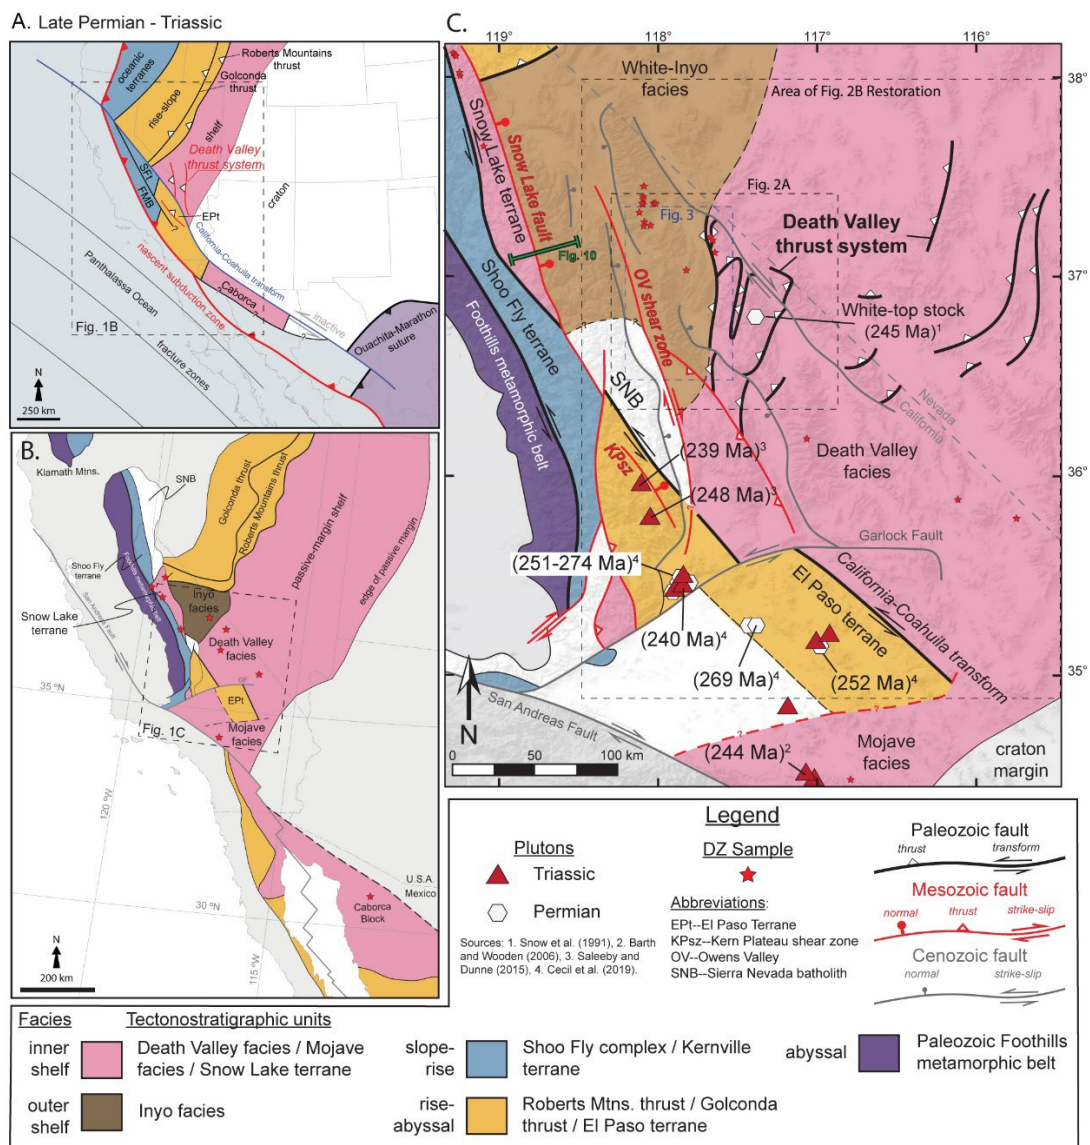 A. Late Permian - Triassic
oceanic
terranes
rise-slope
Roberts Mountains
thrust
Golconda
thrust
shelf
Death Valley
thrust system
SFt
FMB
EPt
?
craton
California-Coahuila transform
nascent subduction zone
Panthalassa Ocean
fracture zones
Caborca
?
?
inactive
Ouachita-Marathon
suture
Fig. 1B
N
250 km
B.
Klamath Mtns.
SNB
Golconda thrust
Roberts Mountains thrust
passive-margin shelf
edge of passive margin
Foothills metamorphic belt
Shoo Fly
terrane
Snow Lake
terrane
Inyo
facies
Death Valley
facies
San Andreas Fault
35 ºN
EPt
Mojave
facies
Fig. 1C
120 ºW
U.S.A.
Mexico
Caborca
Block
30 ºN
115 ºW
N
200 km
C.
119°
118°
117°
116°
38°
37°
36°
35°
White-Inyo
facies
Area of Fig. 2B Restoration
Snow Lake terrane
Snow Lake fault
Fig. 2A
Fig. 3
Death Valley
thrust system
Fig. 10
OV shear zone
White-top stock
(245 Ma)1
Shoo Fly terrane
Foothills metamorphic belt
?
SNB
Nevada
California
KPsz
(239 Ma)3
(248 Ma)3
Death Valley
facies
?
Garlock Fault
(251-274 Ma)4
El Paso terrane
California-Coahuila transform
(240 Ma)4
(269 Ma)4
(252 Ma)4
San Andreas Fault
N
?
?
(244 Ma)2
Mojave
facies
craton
margin
0 50 100 km
Legend
Plutons
Triassic
Permian
Sources: 1. Snow et al. (1991), 2. Barth
and Wooden (2006), 3. Saleeby and
Dunne (2015), 4. Cecil et al. (2019).
DZ Sample
Abbreviations:
EPt--El Paso Terrane
KPsz--Kern Plateau shear zone
OV--Owens Valley
SNB--Sierra Nevada batholith
Paleozoic fault
thrust transform
Mesozoic fault
normal thrust strike-slip
Cenozoic fault
normal strike-slip
Facies Tectonostratigraphic units
inner
shelf
Death Valley facies / Mojave
facies / Snow Lake terrane
outer
shelf
Inyo facies
slope-
rise
Shoo Fly complex / Kernville
terrane
rise-
abyssal
Roberts Mtns. thrust / Golconda
thrust / El Paso terrane
abyssal
Paleozoic Foothills
metamorphic belt